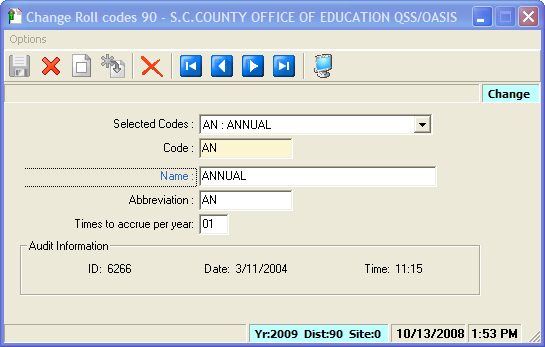 Change Roll codes 90 - S.C.COUNTY OFFICE OF EDUCATION QSS/OASIS
Options
Change
Selected Codes : AN : ANNUAL
Code : AN
Name : ANNUAL
Abbreviation : AN
Times to accrue per year: 01
Audit Information
ID: 6266 Date: 3/11/2004 Time: 11:15
Yr:2009 Dist:90 Site:0 10/13/2008 1:53 PM